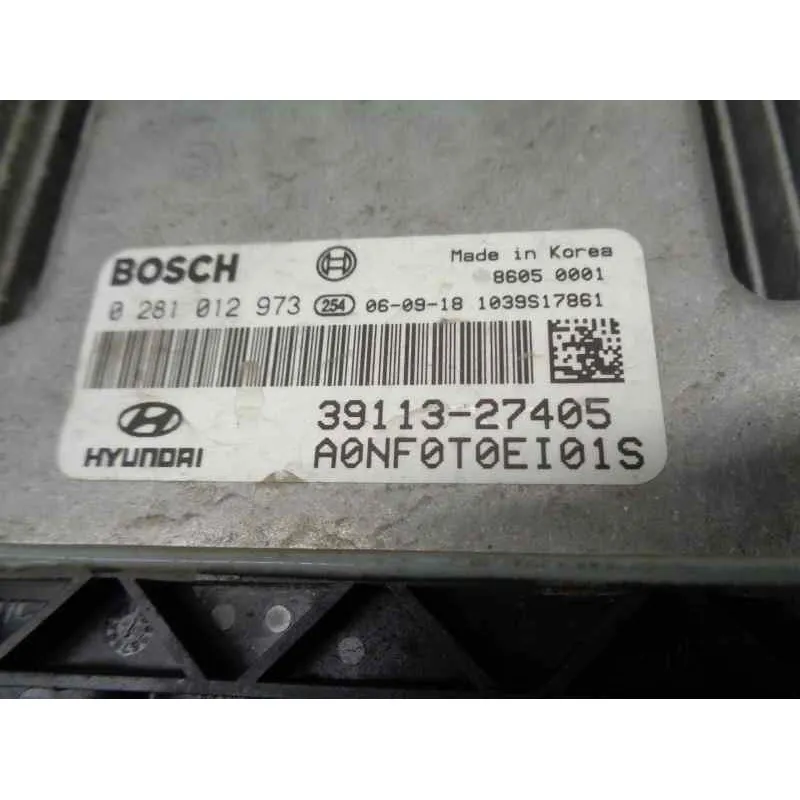 BOSCH
Made in Korea
8605 0001
0 281 012 973 254 06-09-18 1039S17861
39113-27405
HYUNDAI
A0NF0T0EI01S